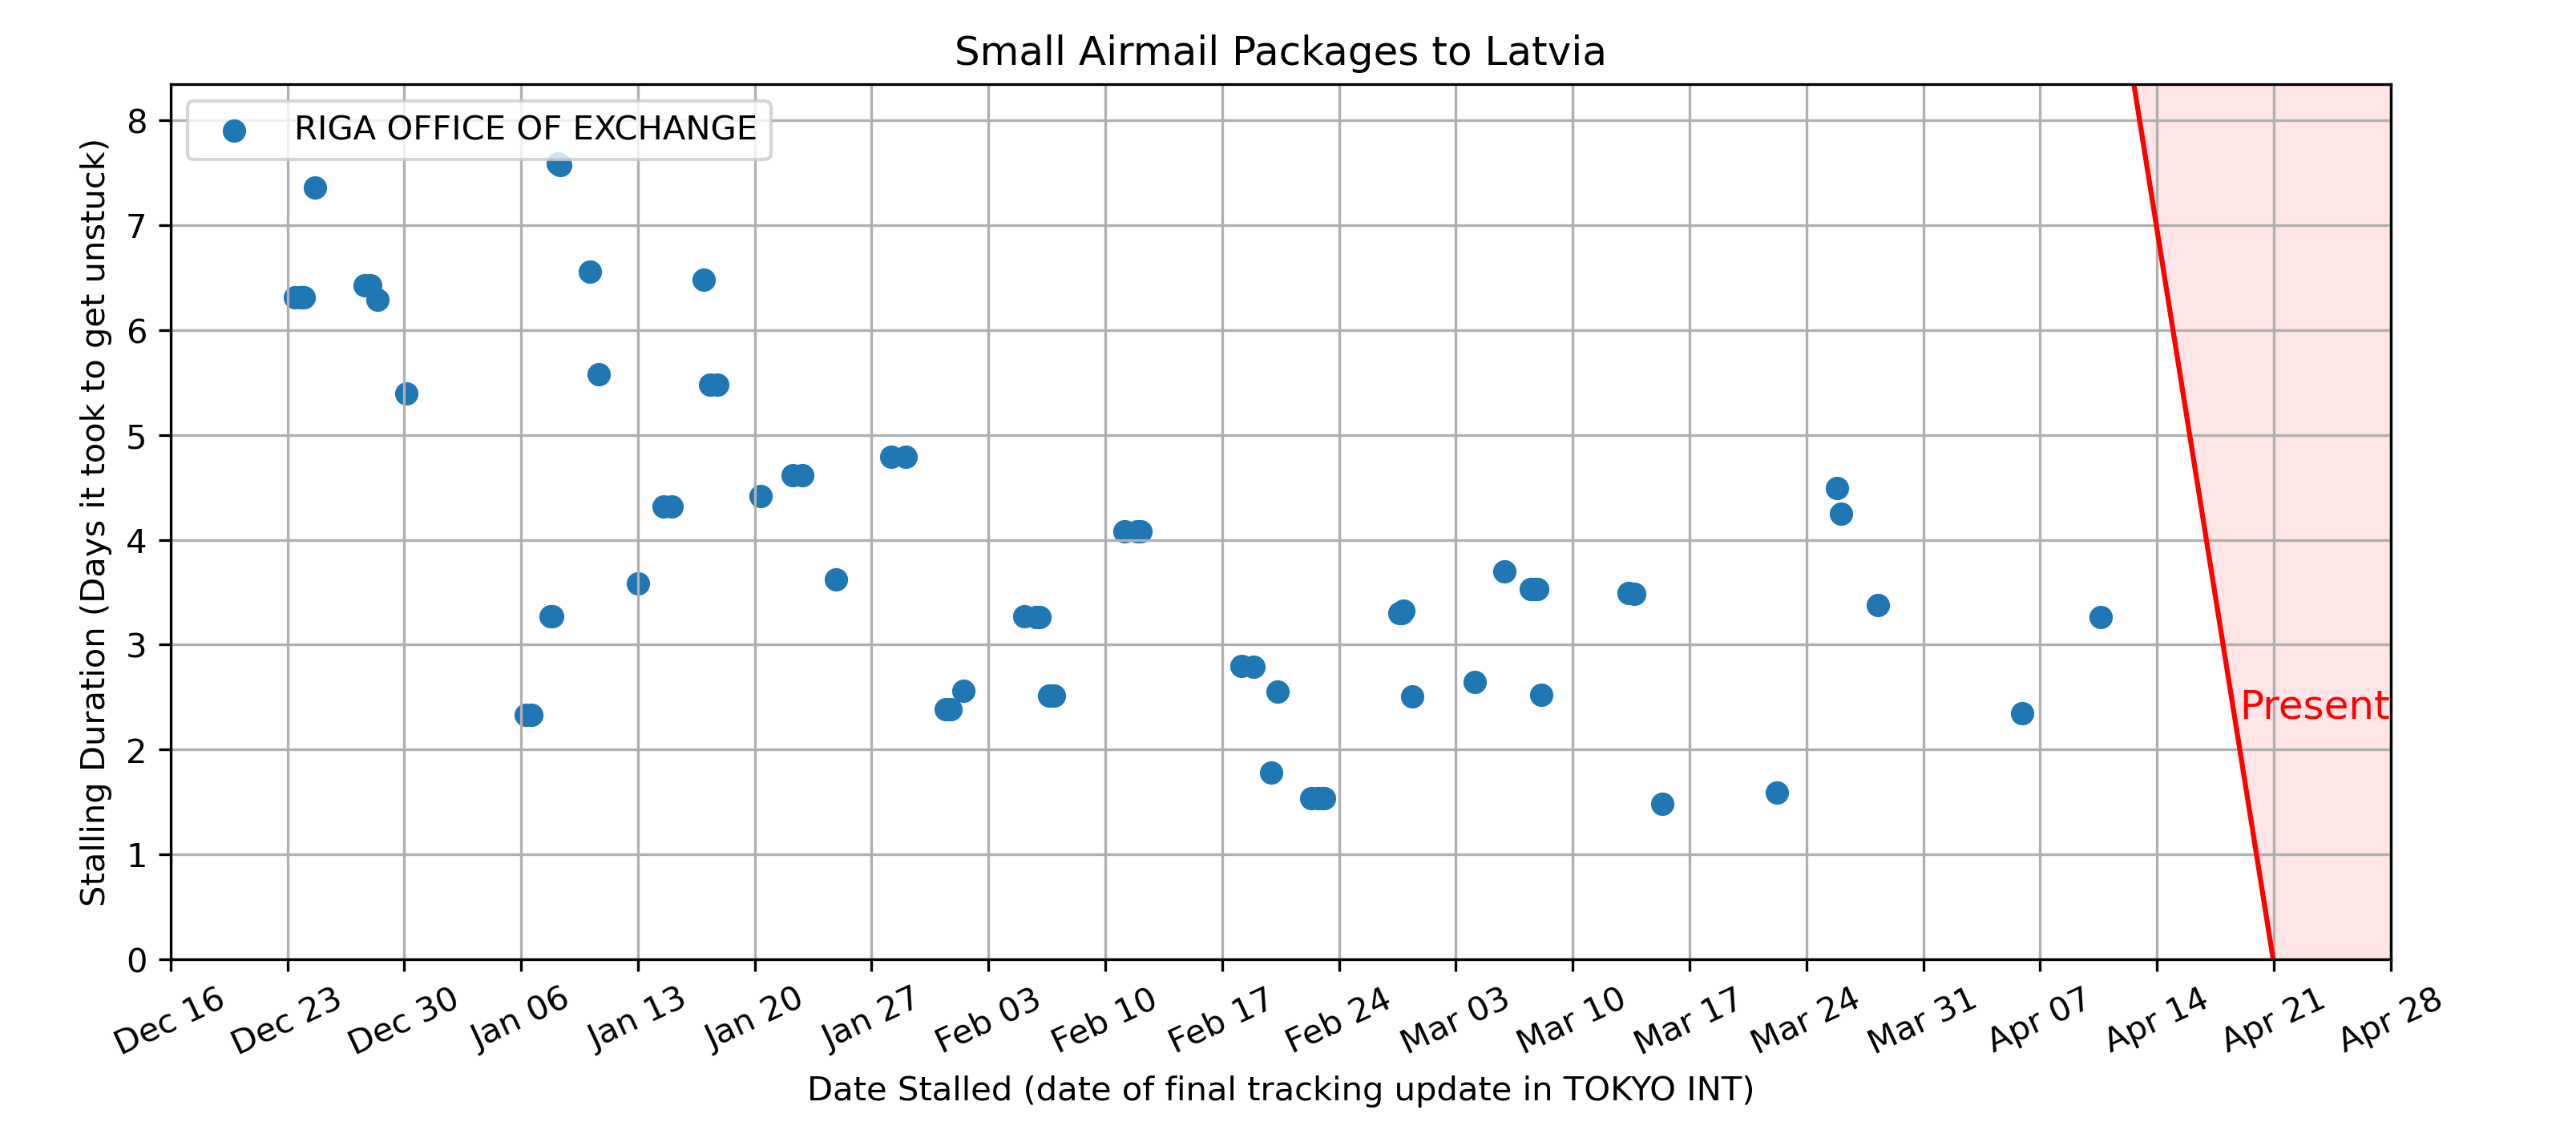 Small Airmail Packages to Latvia
RIGA OFFICE OF EXCHANGE
Stalling Duration (Days it took to get unstuck)
8
7
6
5
4
3
2
1
0
Present
Dec 16
Dec 23
Dec 30
Jan 06
Jan 13
Jan 20
Jan 27
Feb 03
Feb 10
Feb 17
Feb 24
Mar 03
Mar 10
Mar 17
Mar 24
Mar 31
Apr 07
Apr 14
Apr 21
Apr 28
Date Stalled (date of final tracking update in TOKYO INT)